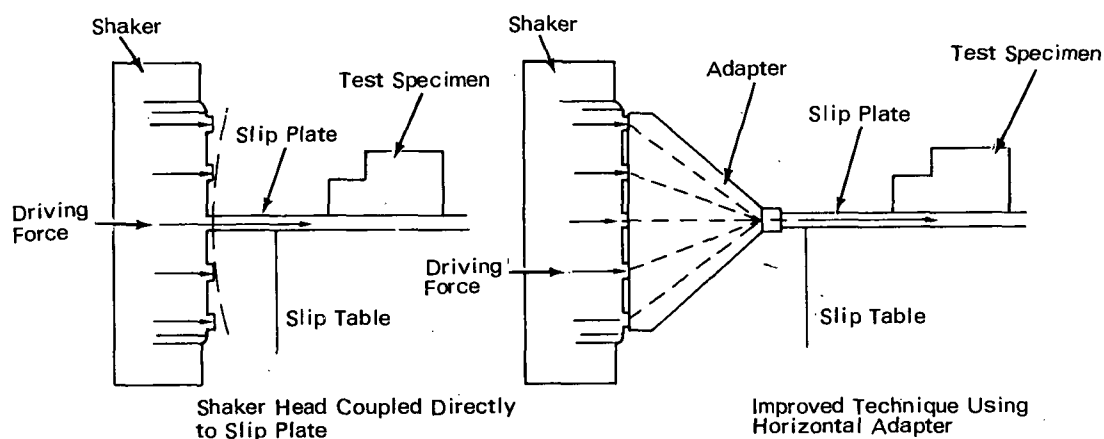 Shaker
Test Specimen
Slip Plate
Driving
Force
Slip Table
Shaker Head Coupled Directly
to Slip Plate
Shaker
Adapter
Test Specimen
Slip Plate
Driving
Force
Slip Table
Improved Technique Using
Horizontal Adapter